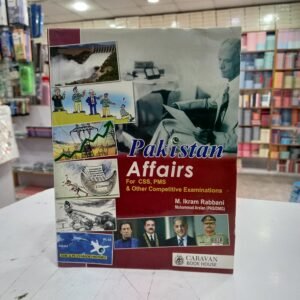 Pakistan
Affairs
For CSS, PMS
& Other Competitive Examinations
M. Ikram Rabbani
CARAVAN
BOOK HOUSE